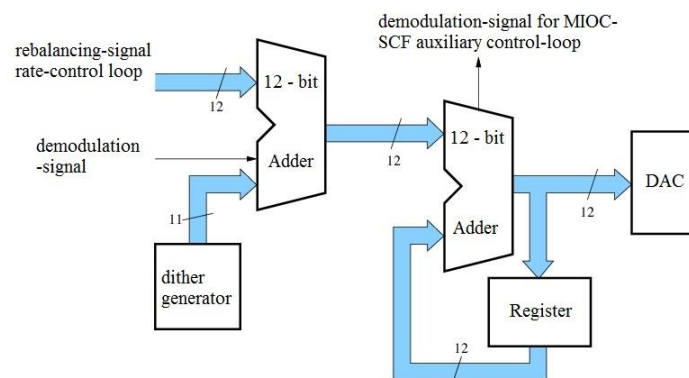 demodulation-signal for MIOC-
SCF auxiliary control-loop
rebalancing-signal
rate-control loop
12
12 - bit
Adder
demodulation
-signal
11
dither
generator
12
12 - bit
Adder
12
DAC
Register
12